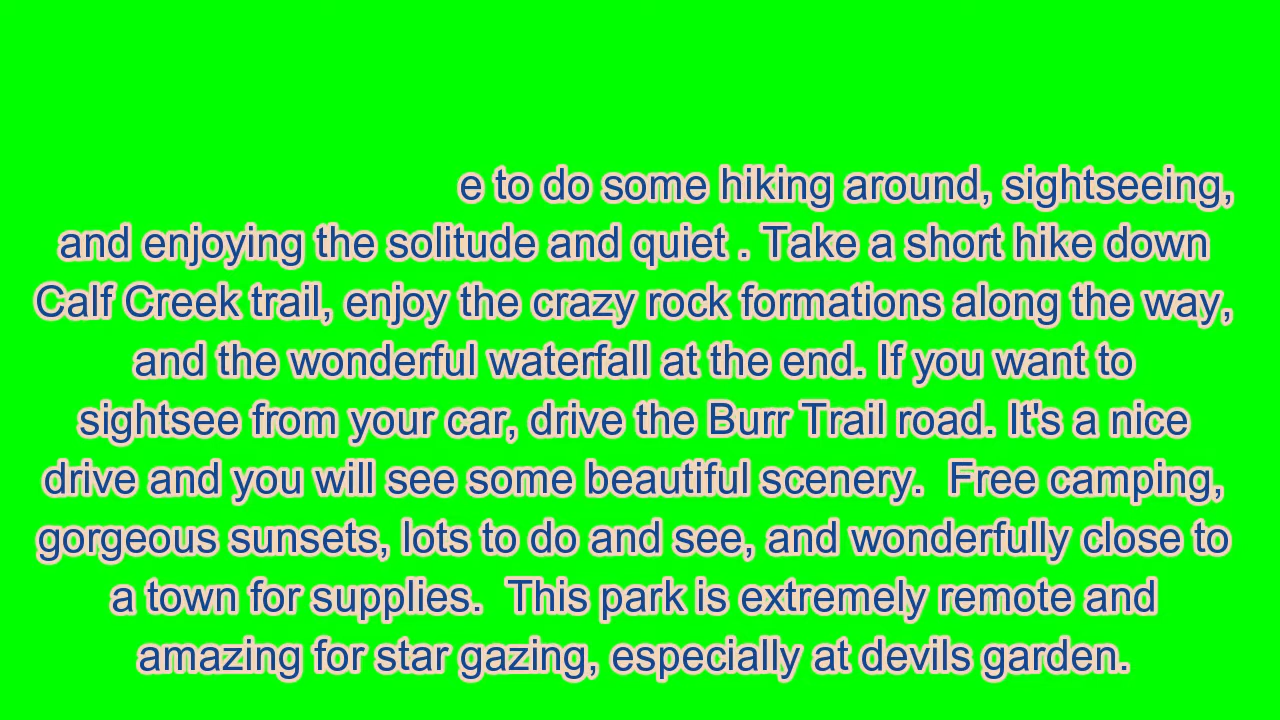 e to do some hiking around, sightseeing,
and enjoying the solitude and quiet . Take a short hike down
Calf Creek trail, enjoy the crazy rock formations along the way,
and the wonderful waterfall at the end. If you want to
sightsee from your car, drive the Burr Trail road. It's a nice
drive and you will see some beautiful scenery.  Free camping,
gorgeous sunsets, lots to do and see, and wonderfully close to
a town for supplies.  This park is extremely remote and
amazing for star gazing, especially at devils garden.